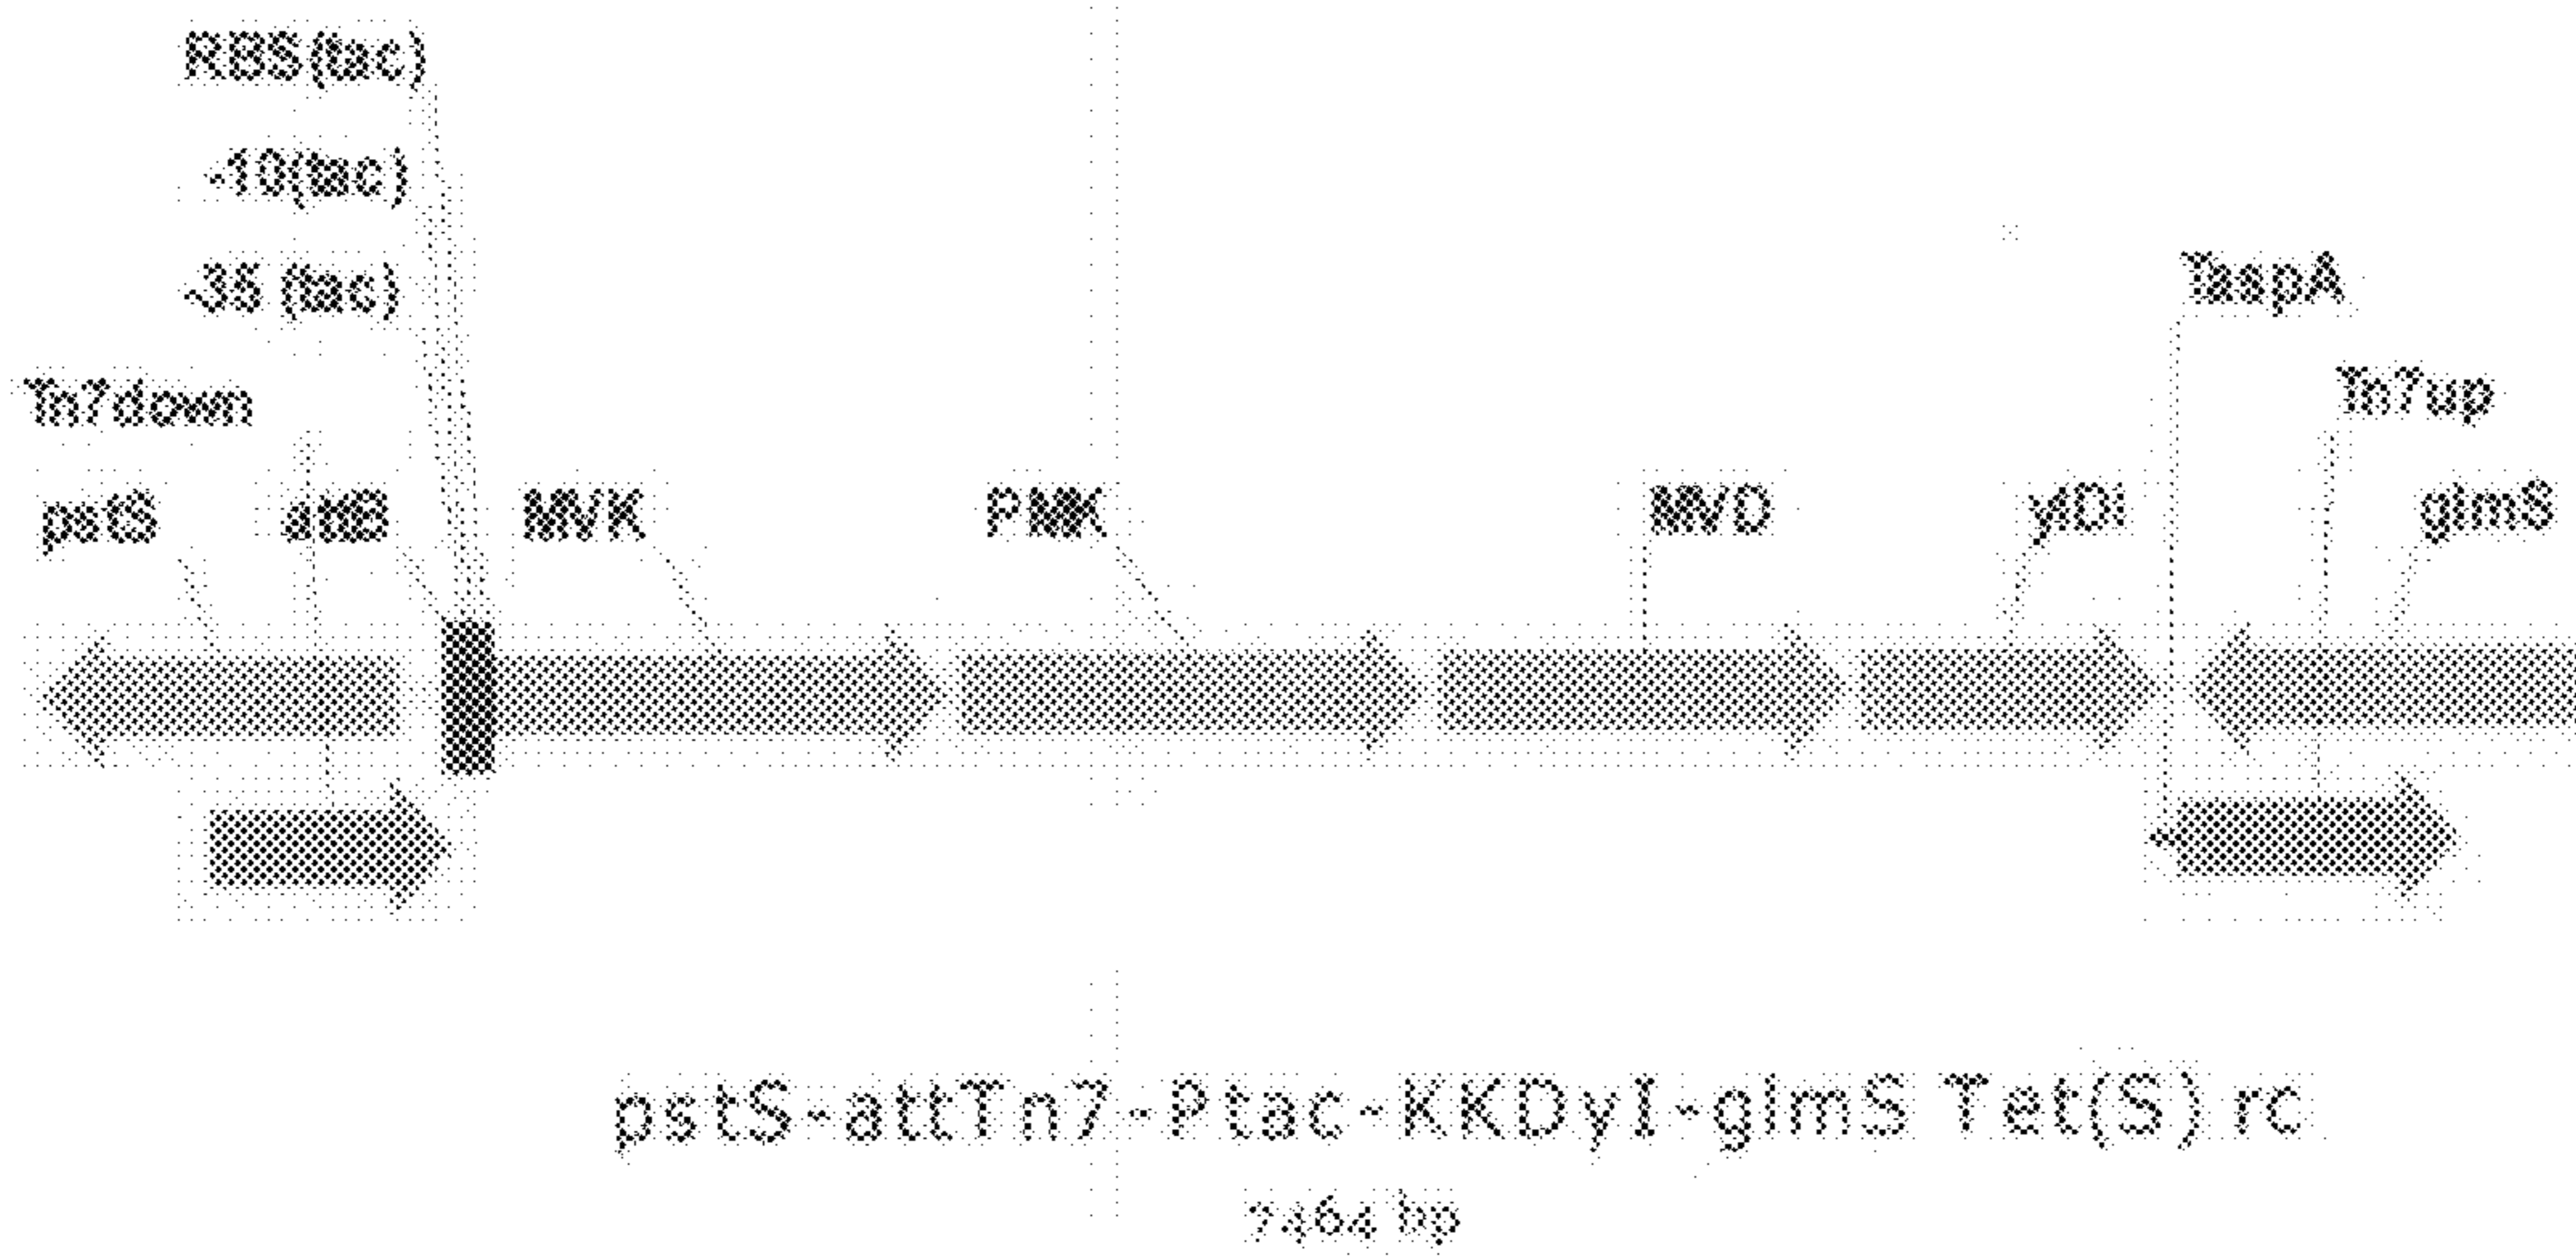 RBS(tac)
-10(tac)
-35 (tac)
TaspA
Tn7down
Tn7up
pstS attB MVK PMK MVD yIDI glmS
pstS-attTn7-Ptac-KKDyI-glmS Tet(S) rc
7464 bp